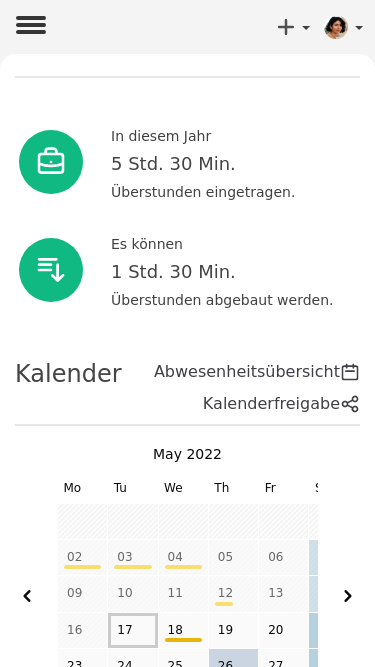 In diesem Jahr
5 Std. 30 Min.
Überstunden eingetragen.
Es können
1 Std. 30 Min.
Überstunden abgebaut werden.
Kalender
Abwesenheitsübersicht
Kalenderfreigabe
May 2022
Mo Tu We Th Fr
02 03 04 05 06
09 10 11 12 13
16 17 18 19 20
23 24 25 26 27